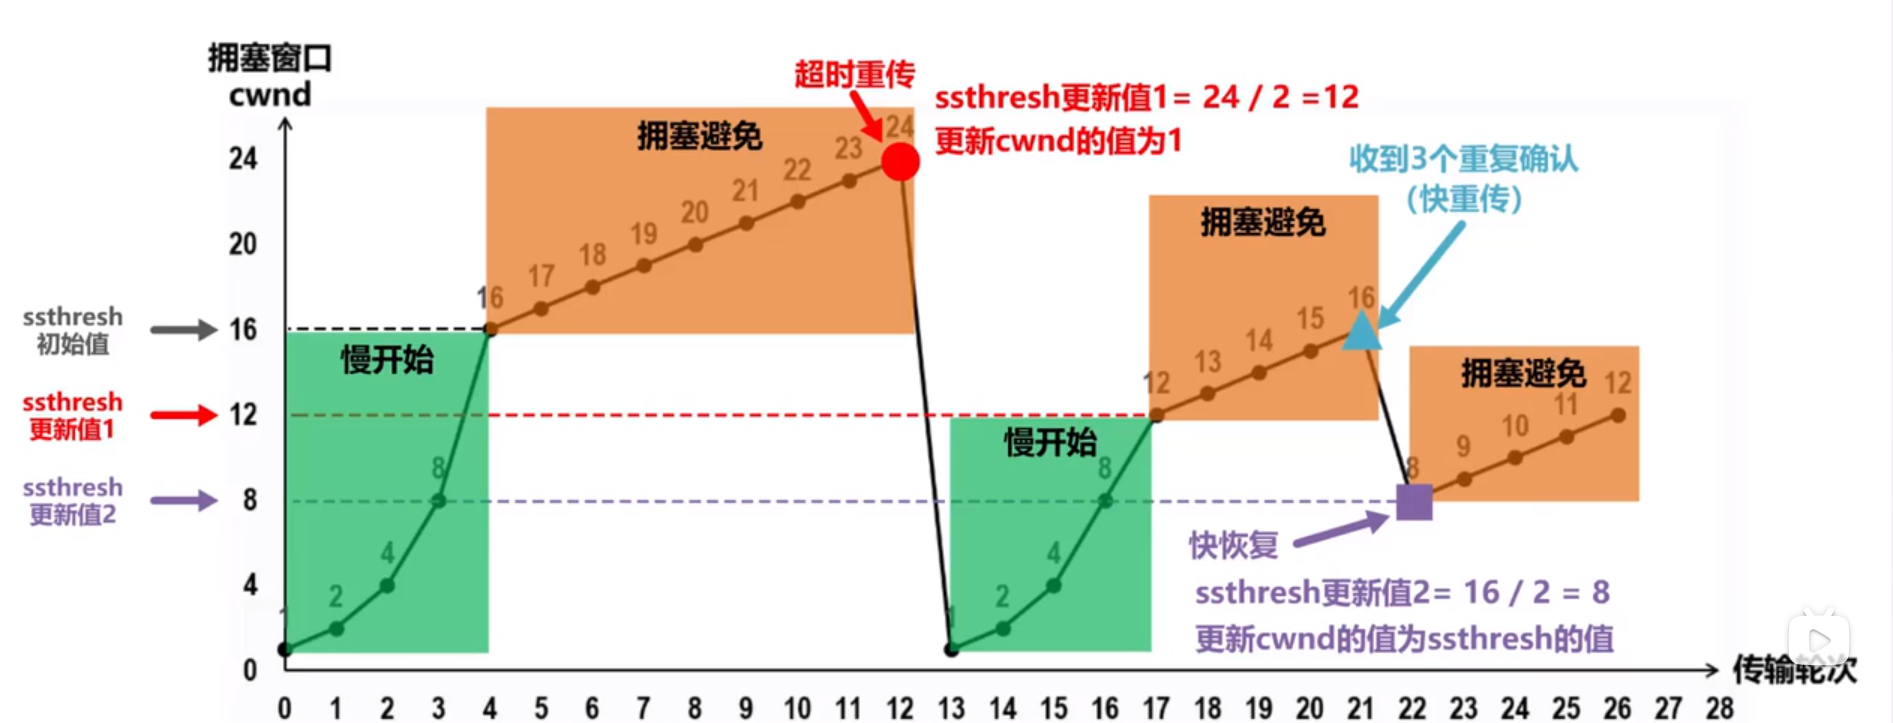 拥塞窗口
cwnd
超时重传
ssthresh更新值1= 24 / 2 =12
更新cwnd的值为1
拥塞避免
24
24
23
22
21
20
19
18
17
16
收到3个重复确认
（快重传）
拥塞避免
20
16
15
14
13
12
ssthresh
初始值
16
慢开始
拥塞避免
12
11
10
9
8
ssthresh
更新值1
12
慢开始
8
8
ssthresh
更新值2
8
快恢复
4
4
4
ssthresh更新值2= 16 / 2 = 8
更新cwnd的值为ssthresh的值
2
2
1
1
0
传输轮次
0 1 2 3 4 5 6 7 8 9 10 11 12 13 14 15 16 17 18 19 20 21 22 23 24 25 26 27 28